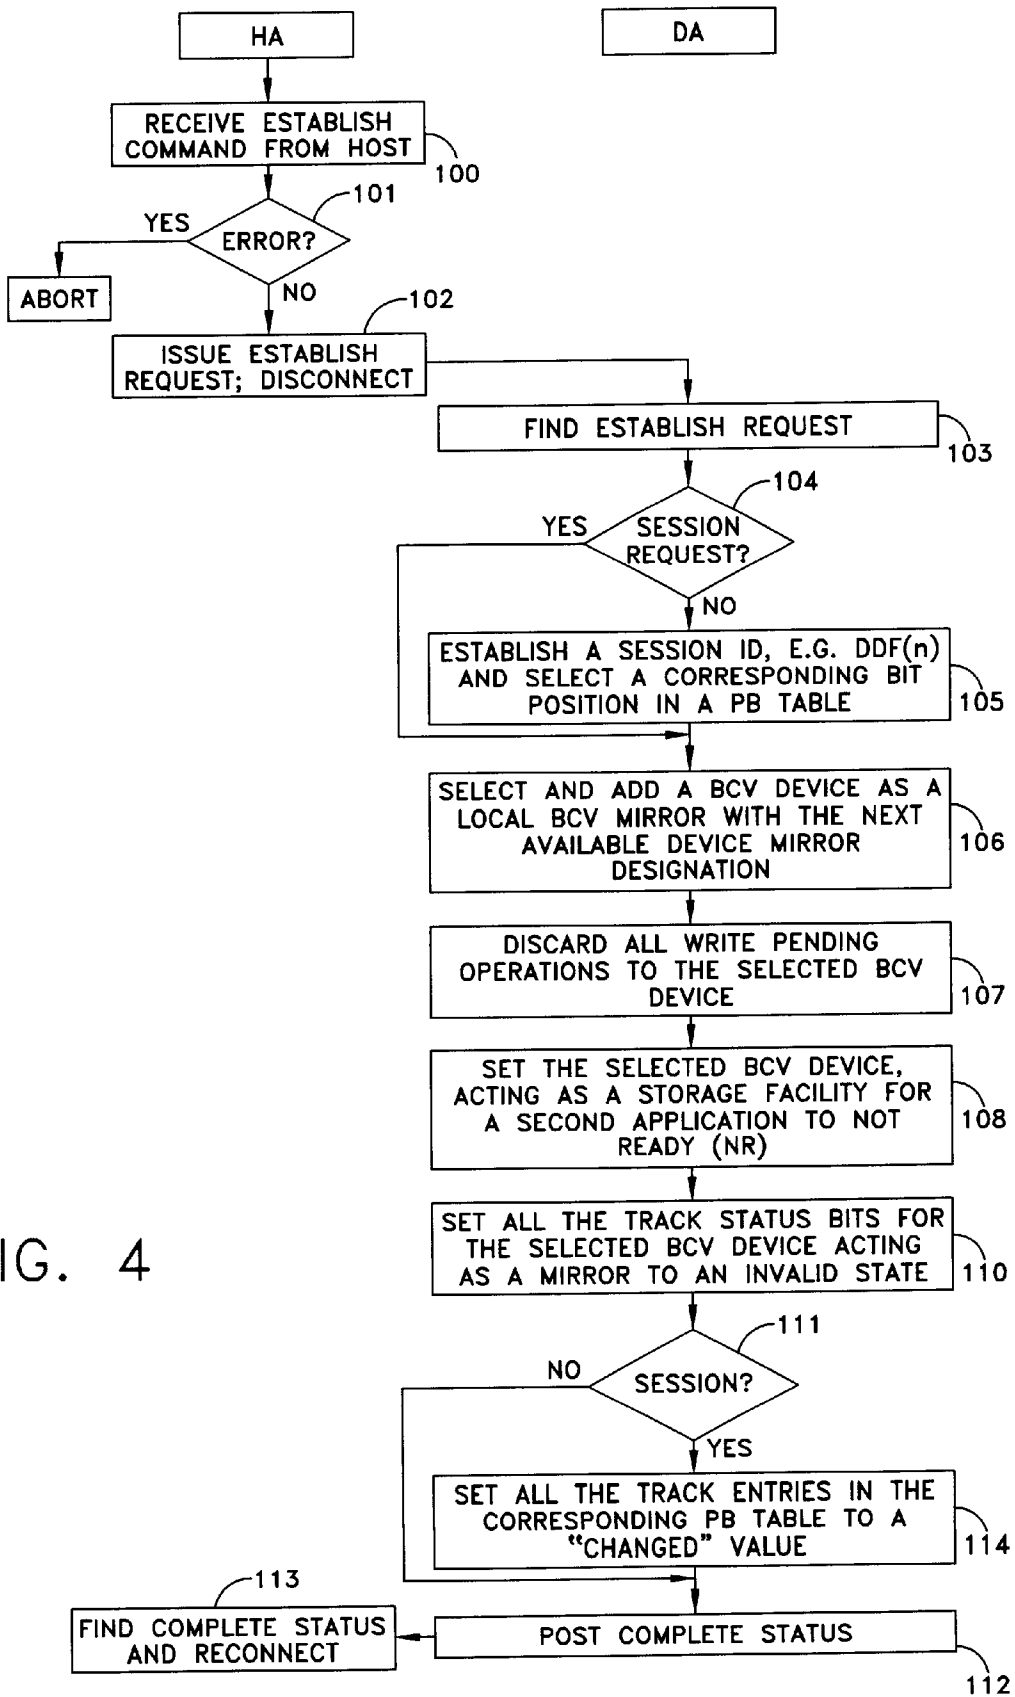 HA
DA
RECEIVE ESTABLISH
COMMAND FROM HOST
100
101
YES
ERROR?
ABORT
NO
102
ISSUE ESTABLISH
REQUEST; DISCONNECT
FIND ESTABLISH REQUEST
103
104
YES
SESSION
REQUEST?
NO
ESTABLISH A SESSION ID, E.G. DDF(n)
AND SELECT A CORRESPONDING BIT
POSITION IN A PB TABLE
105
SELECT AND ADD A BCV DEVICE AS A
LOCAL BCV MIRROR WITH THE NEXT
AVAILABLE DEVICE MIRROR
DESIGNATION
106
DISCARD ALL WRITE PENDING
OPERATIONS TO THE SELECTED BCV
DEVICE
107
SET THE SELECTED BCV DEVICE,
ACTING AS A STORAGE FACILITY FOR
A SECOND APPLICATION TO NOT
READY (NR)
108
SET ALL THE TRACK STATUS BITS FOR
THE SELECTED BCV DEVICE ACTING
AS A MIRROR TO AN INVALID STATE
110
IG. 4
111
NO
SESSION?
YES
SET ALL THE TRACK ENTRIES IN THE
CORRESPONDING PB TABLE TO A
“CHANGED” VALUE
114
113
FIND COMPLETE STATUS
AND RECONNECT
POST COMPLETE STATUS
112